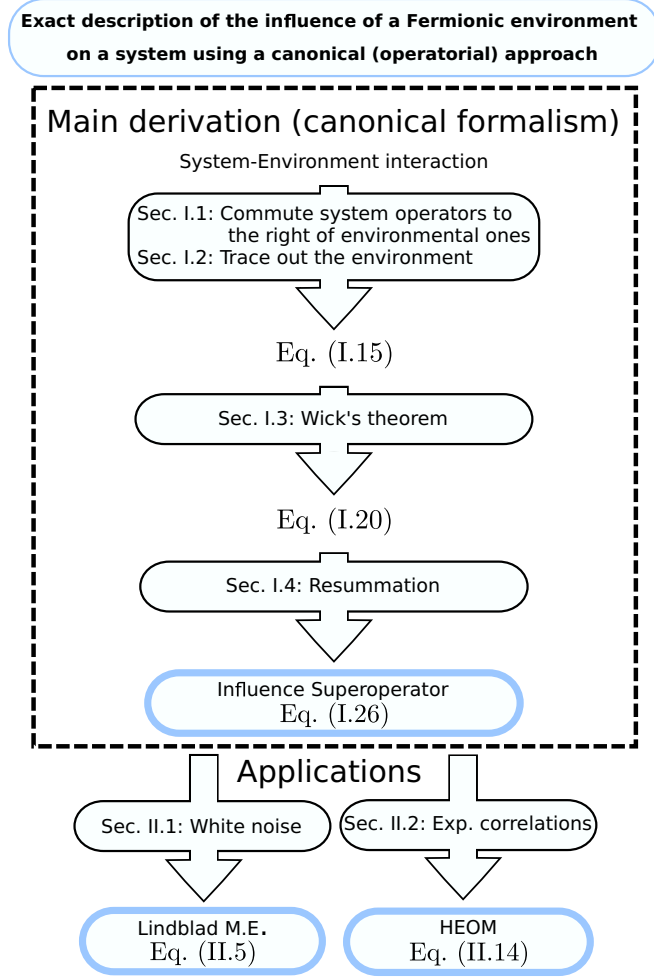 Exact description of the influence of a Fermionic environment
on a system using a canonical (operatorial) approach
Main derivation (canonical formalism)
System-Environment interaction
Sec. I.1: Commute system operators to
the right of environmental ones
Sec. I.2: Trace out the environment
Eq. (I.15)
Sec. I.3: Wick's theorem
Eq. (I.20)
Sec. I.4: Resummation
Influence Superoperator
Eq. (I.26)
Applications
Sec. II.1: White noise
Sec. II.2: Exp. correlations
Lindblad M.E.
Eq. (II.5)
HEOM
Eq. (II.14)